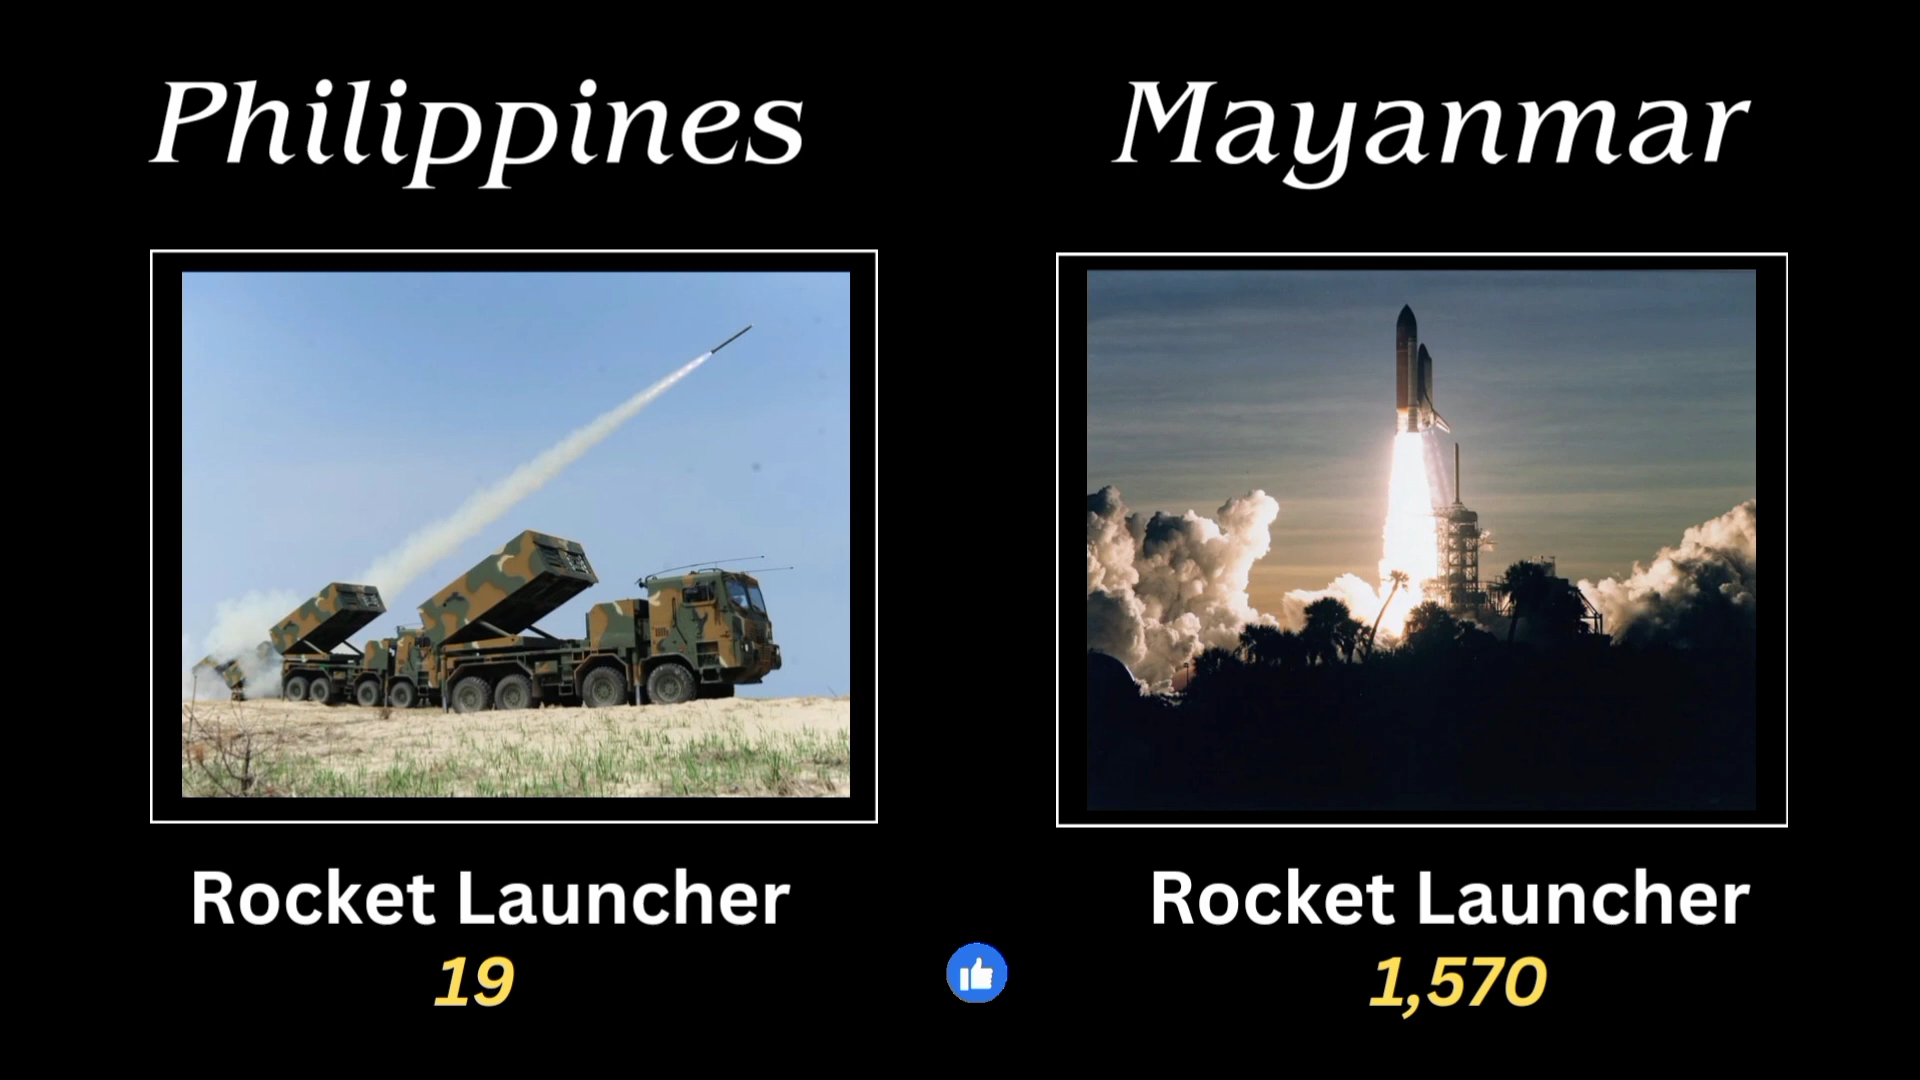 Philippines
Mayanmar
Rocket Launcher
19
Rocket Launcher
1,570